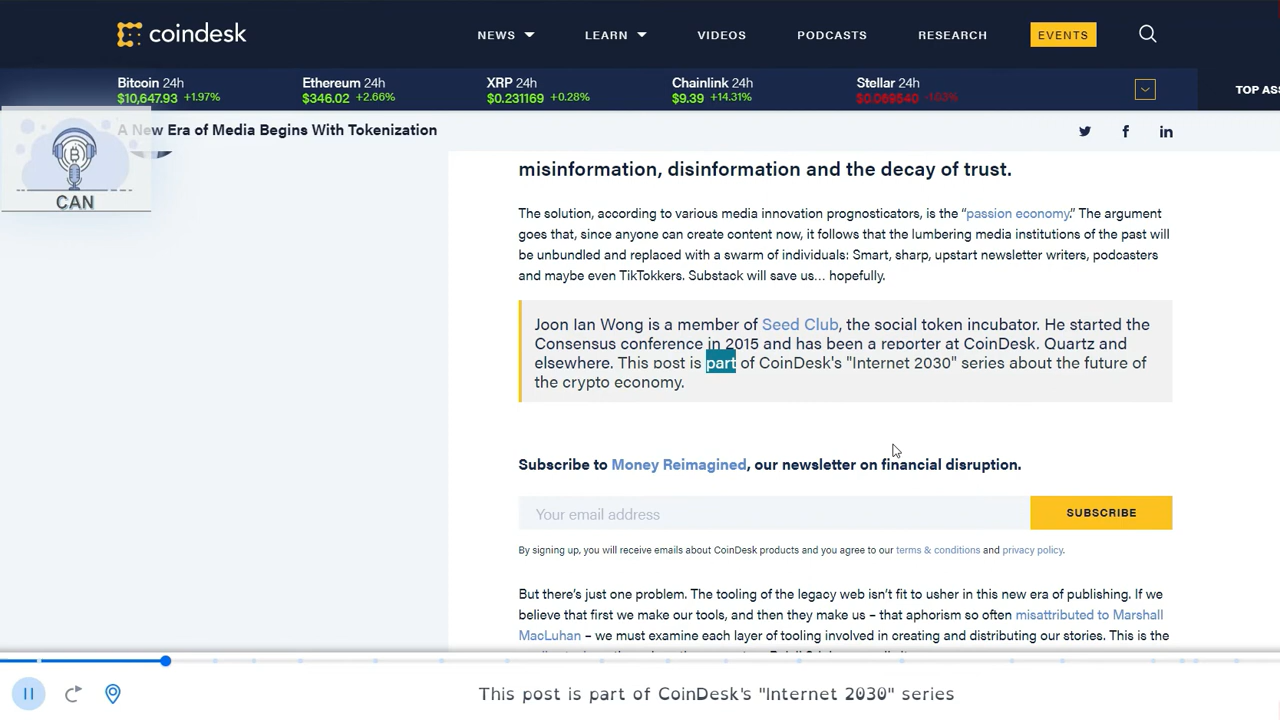 coindesk
NEWS
LEARN
VIDEOS
PODCASTS
RESEARCH
EVENTS
Bitcoin 24h
$10,647.93 +1.97%
Ethereum 24h
$346.02 +2.66%
XRP 24h
$0.231169 +0.28%
Chainlink 24h
$9.39 +14.31%
Stellar 24h
$0.069540 -1.03%
TOP ASS
A New Era of Media Begins With Tokenization
CAN
misinformation, disinformation and the decay of trust.
The solution, according to various media innovation prognosticators, is the “passion economy.” The argument
goes that, since anyone can create content now, it follows that the lumbering media institutions of the past will
be unbundled and replaced with a swarm of individuals: Smart, sharp, upstart newsletter writers, podcasters
and maybe even TikTokkers. Substack will save us… hopefully.
Joon Ian Wong is a member of Seed Club, the social token incubator. He started the
Consensus conference in 2015 and has been a reporter at CoinDesk. Quartz and
elsewhere. This post is part of CoinDesk's "Internet 2030" series about the future of
the crypto economy.
Subscribe to Money Reimagined, our newsletter on financial disruption.
Your email address
SUBSCRIBE
By signing up, you will receive emails about CoinDesk products and you agree to our terms & conditions and privacy policy.
But there’s just one problem. The tooling of the legacy web isn’t fit to usher in this new era of publishing. If we
believe that first we make our tools, and then they make us – that aphorism so often misattributed to Marshall
MacLuhan – we must examine each layer of tooling involved in creating and distributing our stories. This is the
This post is part of CoinDesk's "Internet 2030" series